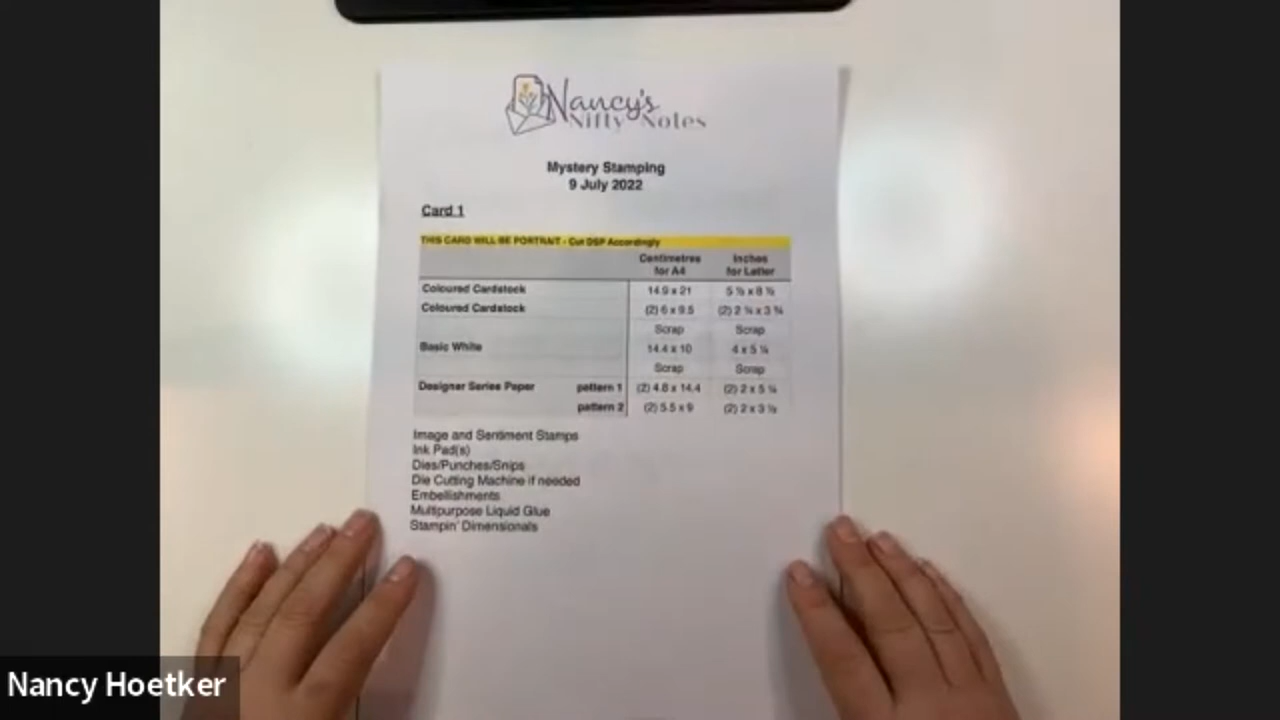 Nancy's
Nifty Notes
Mystery Stamping
9 July 2022
Card 1
THIS CARD WILL BE PORTRAIT - Cut DSP Accordingly
Centimetres for A4 Inches for Letter
Coloured Cardstock 14.9 x 21 5 ½ x 8 ½
Coloured Cardstock (2) 6 x 9.5 (2) 2 ¼ x 3 ¾
Scrap Scrap
Basic White 14.4 x 10 4 x 5 ¼
Scrap Scrap
Designer Series Paper pattern 1 (2) 4.8 x 14.4 (2) 2 x 5 ¼
pattern 2 (2) 5.5 x 9 (2) 2 x 3 ½
Image and Sentiment Stamps
Ink Pad(s)
Dies/Punches/Snips
Die Cutting Machine if needed
Embellishments
Multipurpose Liquid Glue
Stampin' Dimensionals
Nancy Hoetker